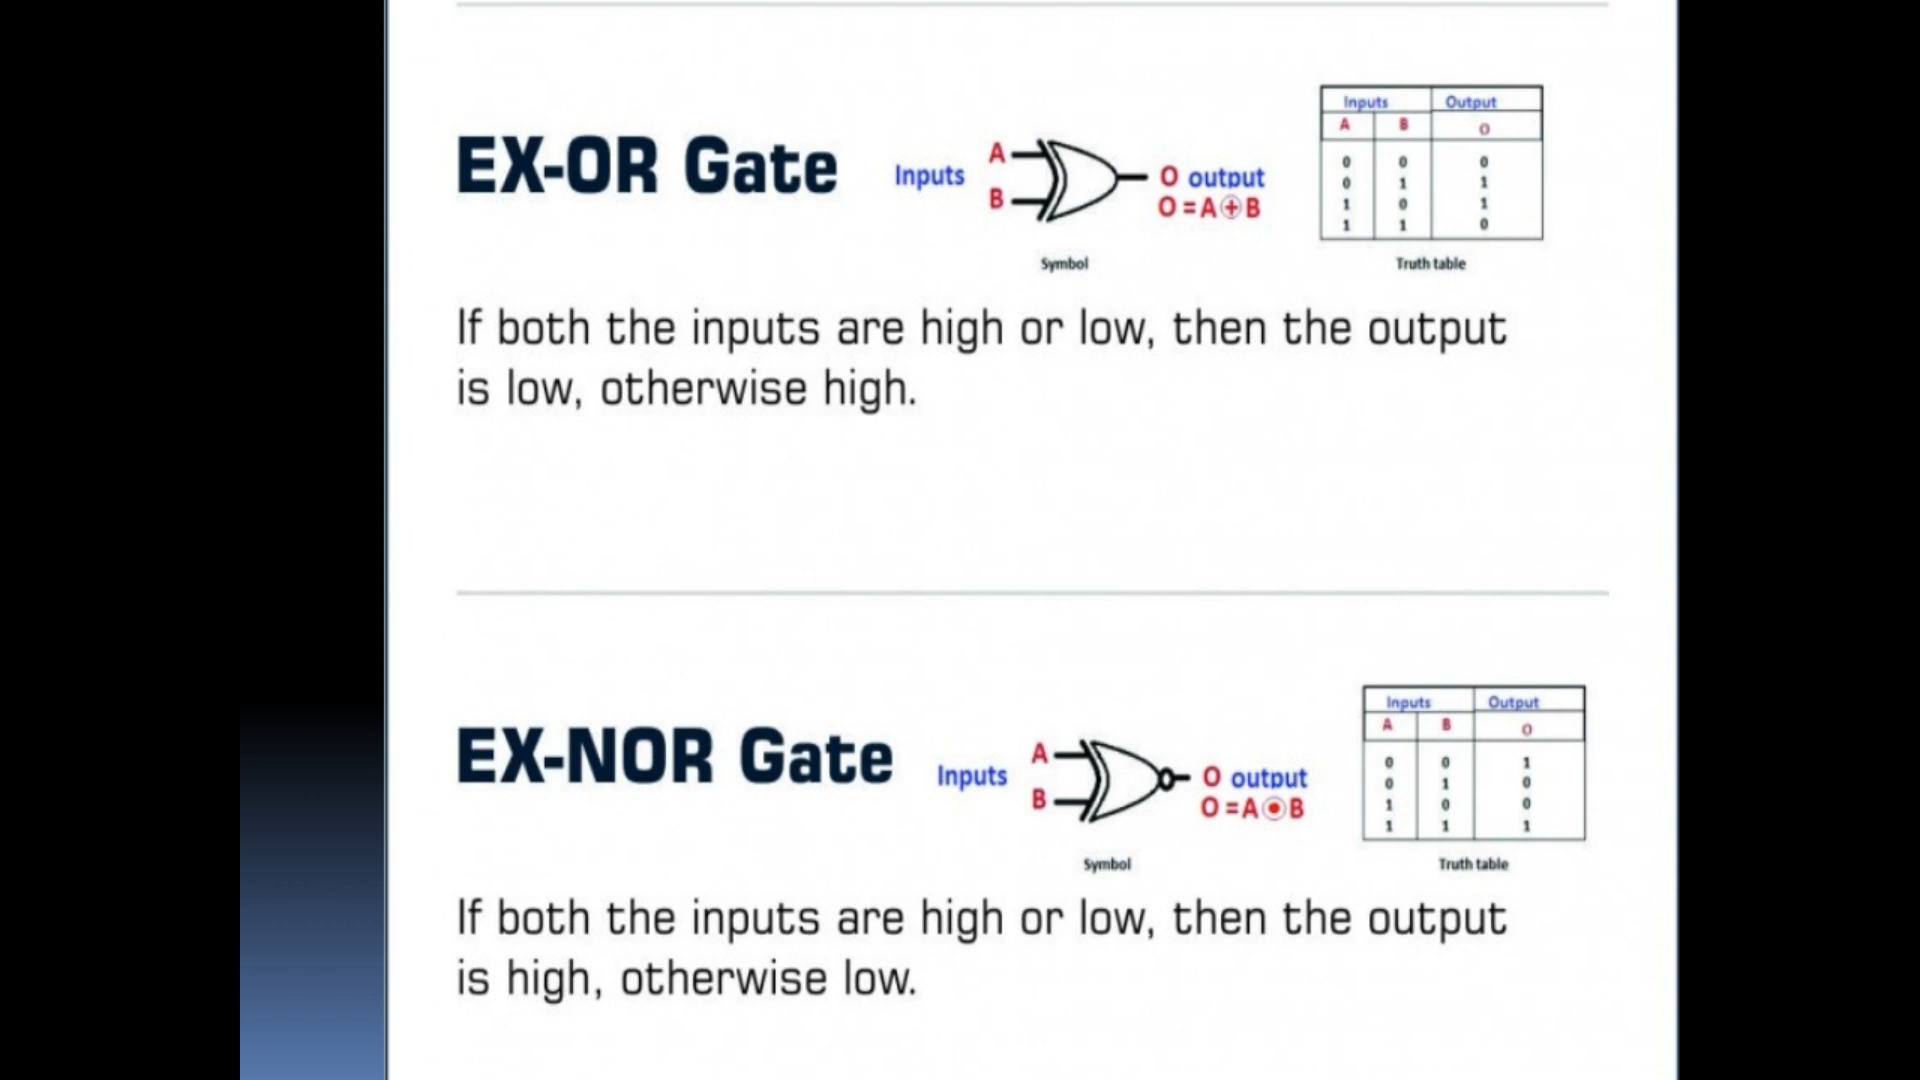 EX-OR Gate
Inputs
A
B
O output
O = A ⊕ B
Symbol
Inputs Output
A B O
0 0 0
0 1 1
1 0 1
1 1 0
Truth table
If both the inputs are high or low, then the output
is low, otherwise high.
EX-NOR Gate
Inputs
A
B
O output
O = A ⊙ B
Symbol
Inputs Output
A B O
0 0 1
0 1 0
1 0 0
1 1 1
Truth table
If both the inputs are high or low, then the output
is high, otherwise low.